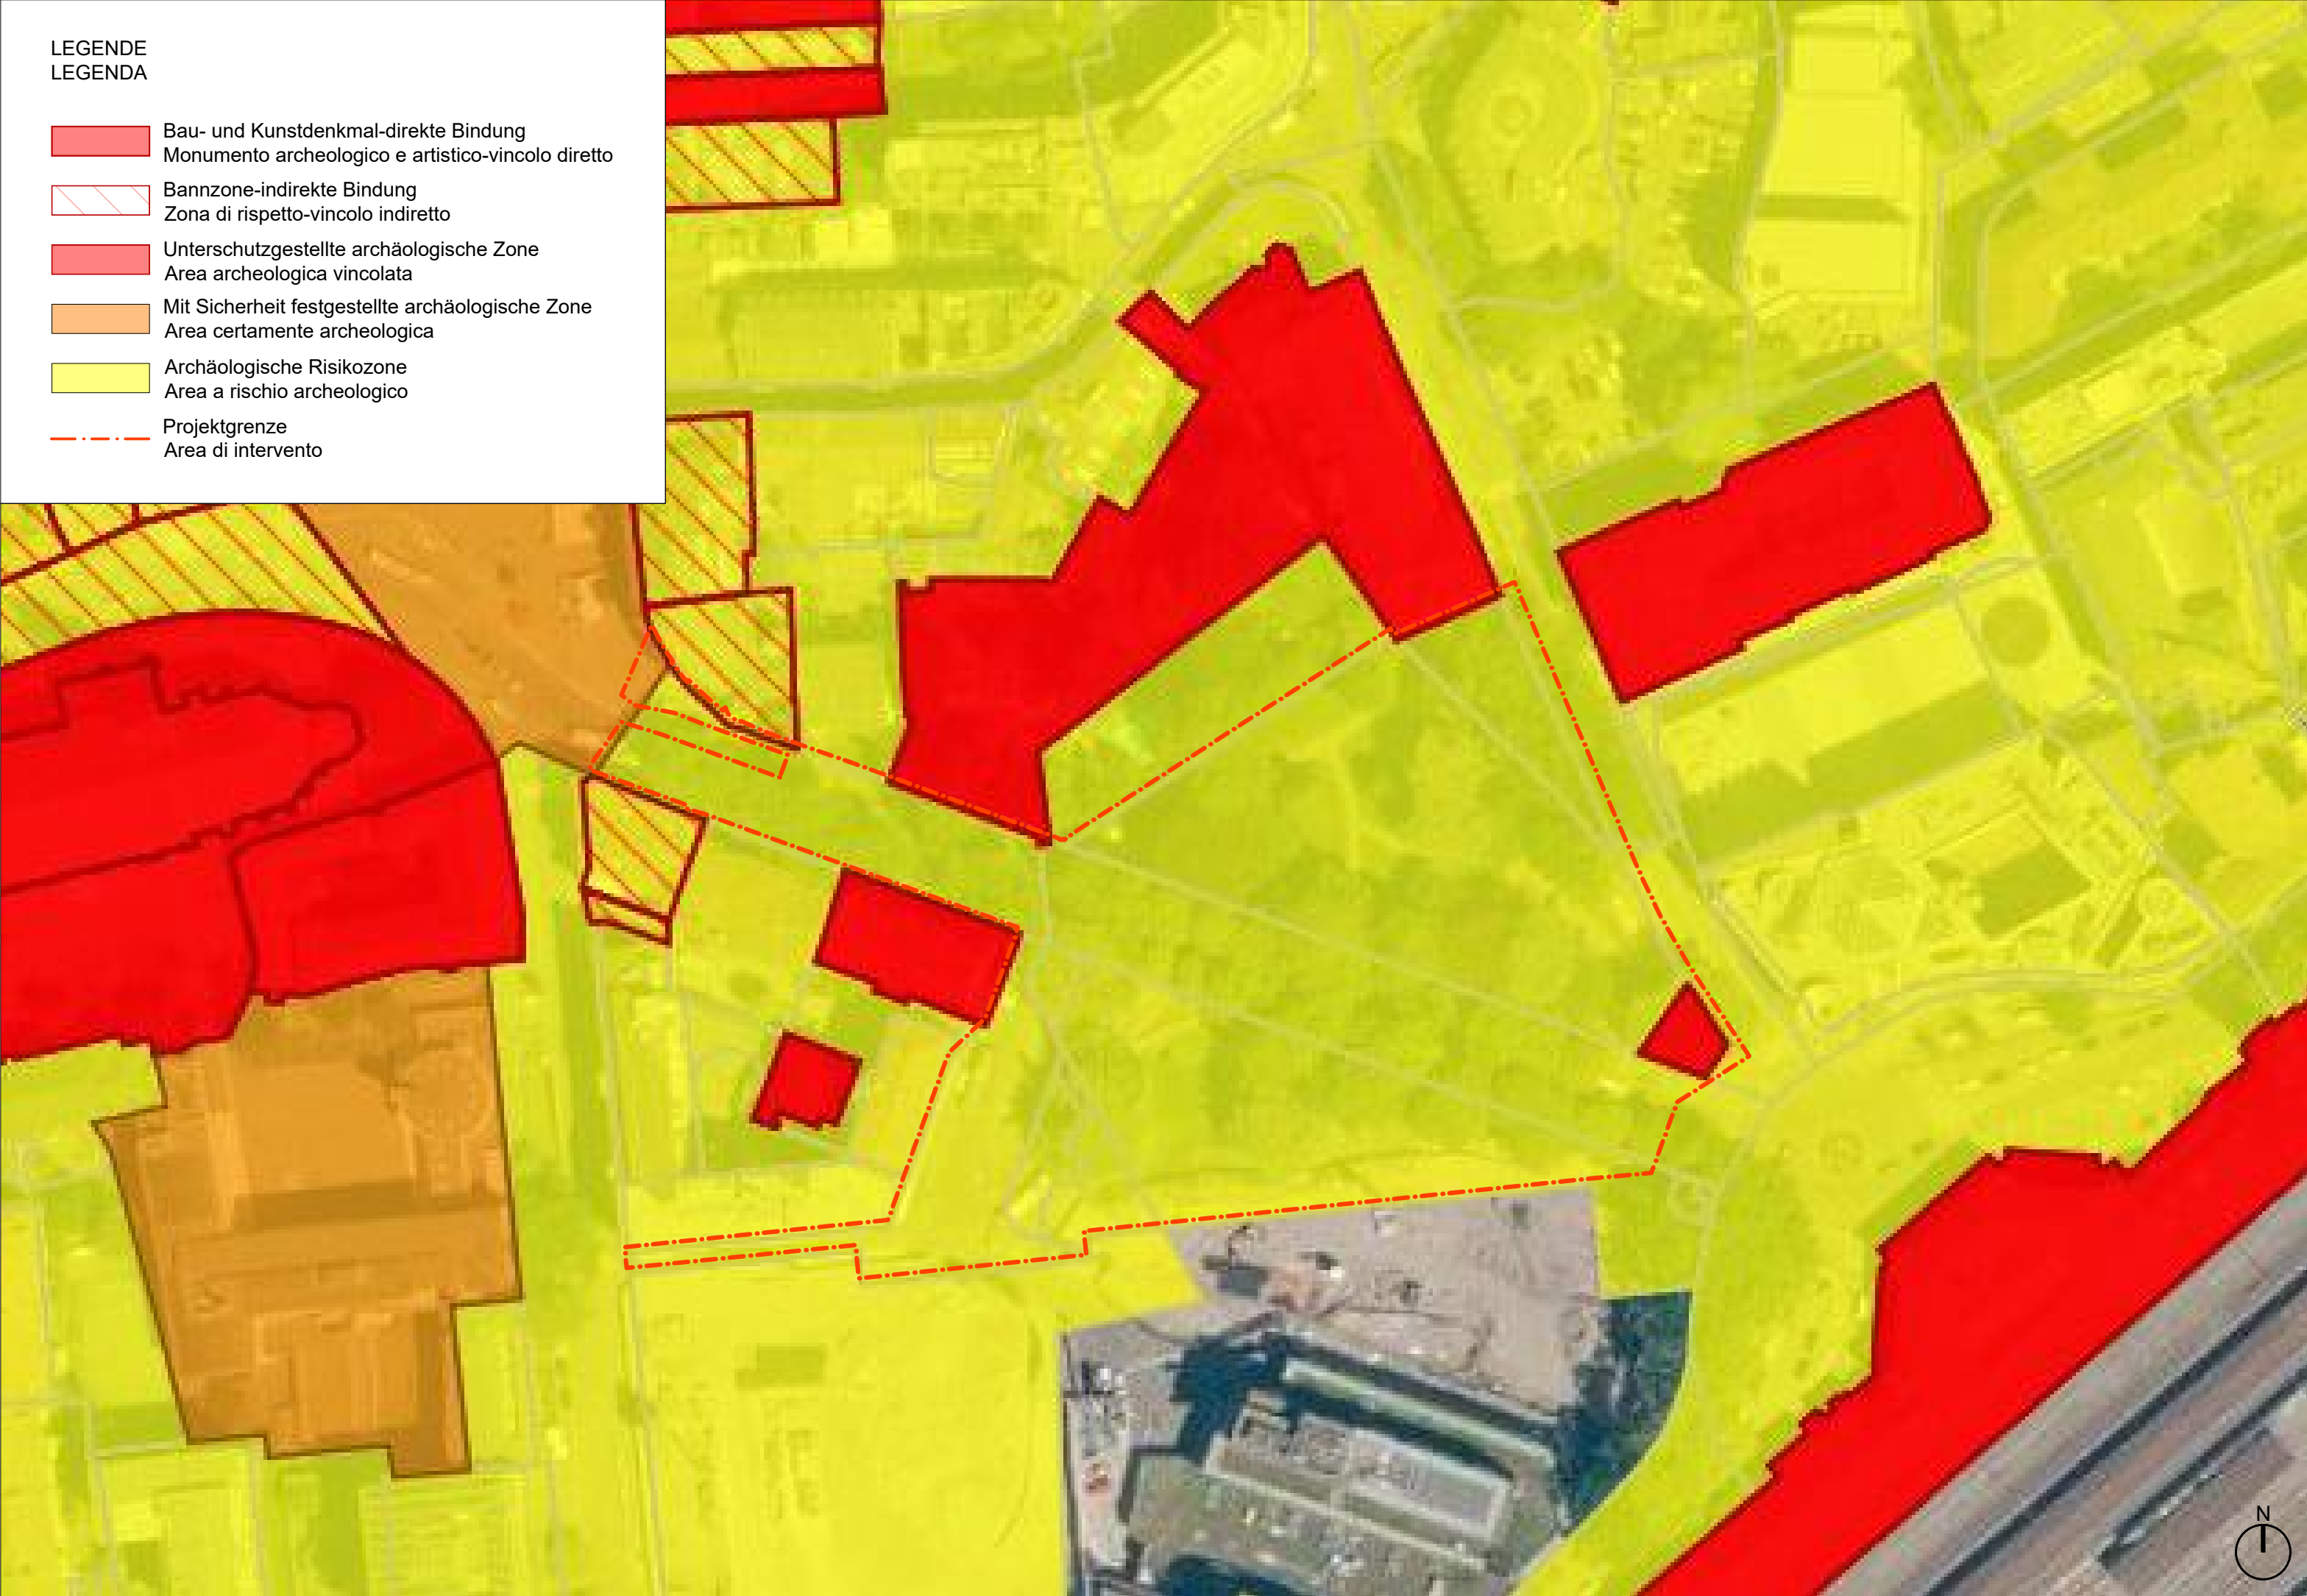 LEGENDE
LEGENDA
Bau- und Kunstdenkmal-direkte Bindung
Monumento archeologico e artistico-vincolo diretto
Bannzone-indirekte Bindung
Zona di rispetto-vincolo indiretto
Unterschutzgestellte archäologische Zone
Area archeologica vincolata
Mit Sicherheit festgestellte archäologische Zone
Area certamente archeologica
Archäologische Risikozone
Area a rischio archeologico
Projektgrenze
Area di intervento
N